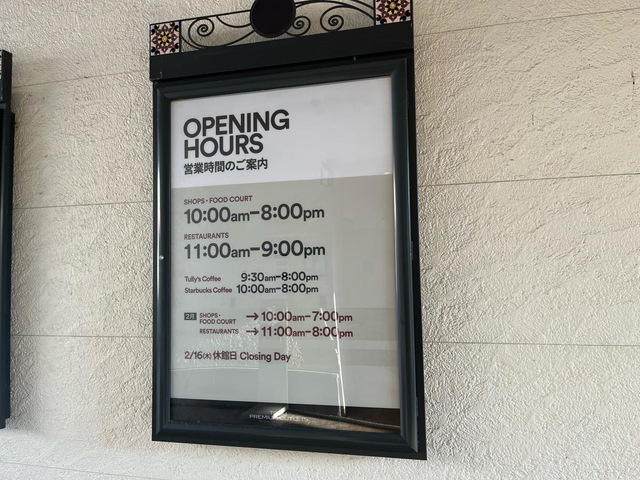 OPENING
HOURS
営業時間のご案内
SHOPS・FOOD COURT
10:00am–8:00pm
RESTAURANTS
11:00am–9:00pm
Tully's Coffee 9:30am–8:00pm
Starbucks Coffee 10:00am–8:00pm
2月 SHOPS・FOOD COURT → 10:00am–7:00pm
RESTAURANTS → 11:00am–8:00pm
2/16(木)休館日 Closing Day
PREMIUM OUTLETS